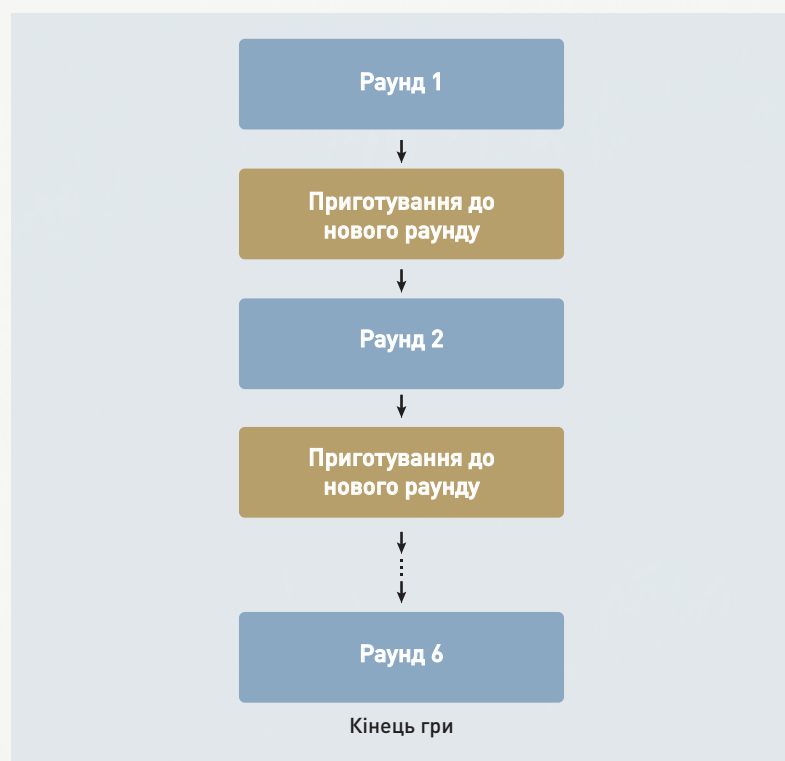 Раунд 1
Приготування до
нового раунду
Раунд 2
Приготування до
нового раунду
Раунд 6
Кінець гри